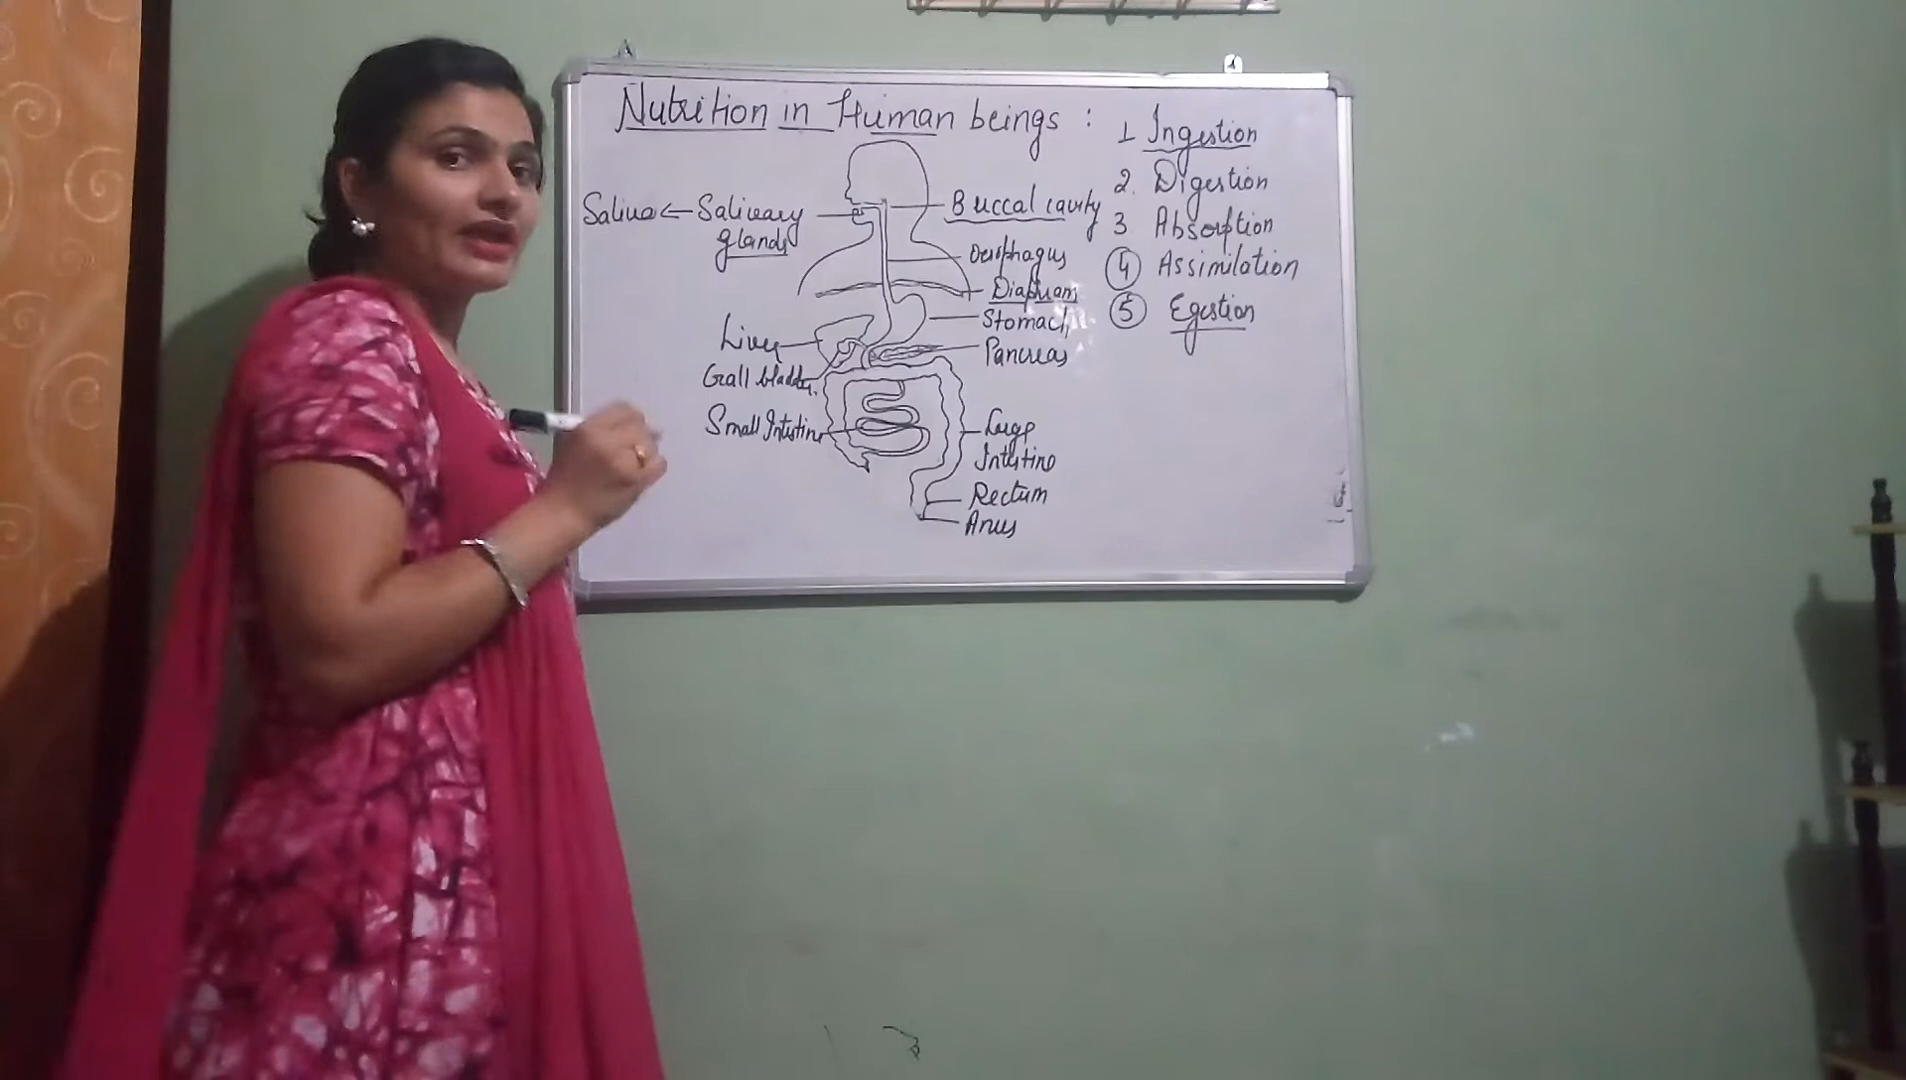 Nutrition in Human beings :
1 Ingestion
2. Digestion
3 Absorption
4 Assimilation
5 Egestion
Saliva ← Salivary
glands
Buccal cavity
Oesophagus
Diaphram
Stomach
Pancreas
Liver
Gall bladder
Small Intestine
Large
Intestine
Rectum
Anus